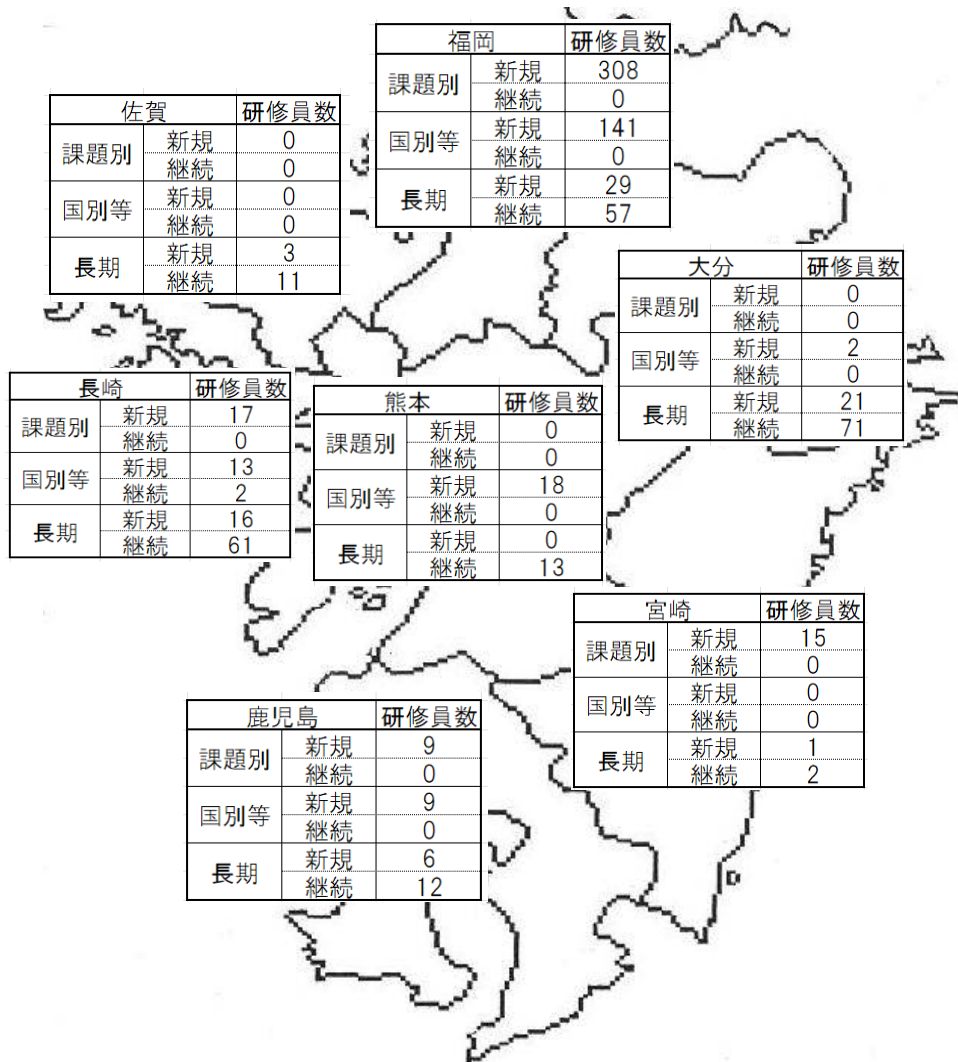 福岡 研修員数
課題別 新規 308
継続 0
国別等 新規 141
継続 0
長期 新規 29
継続 57
佐賀 研修員数
課題別 新規 0
継続 0
国別等 新規 0
継続 0
長期 新規 3
継続 11
大分 研修員数
課題別 新規 0
継続 0
国別等 新規 2
継続 0
長期 新規 21
継続 71
長崎 研修員数
課題別 新規 17
継続 0
国別等 新規 13
継続 2
長期 新規 16
継続 61
熊本 研修員数
課題別 新規 0
継続 0
国別等 新規 18
継続 0
長期 新規 0
継続 13
宮崎 研修員数
課題別 新規 15
継続 0
国別等 新規 0
継続 0
長期 新規 1
継続 2
鹿児島 研修員数
課題別 新規 9
継続 0
国別等 新規 9
継続 0
長期 新規 6
継続 12